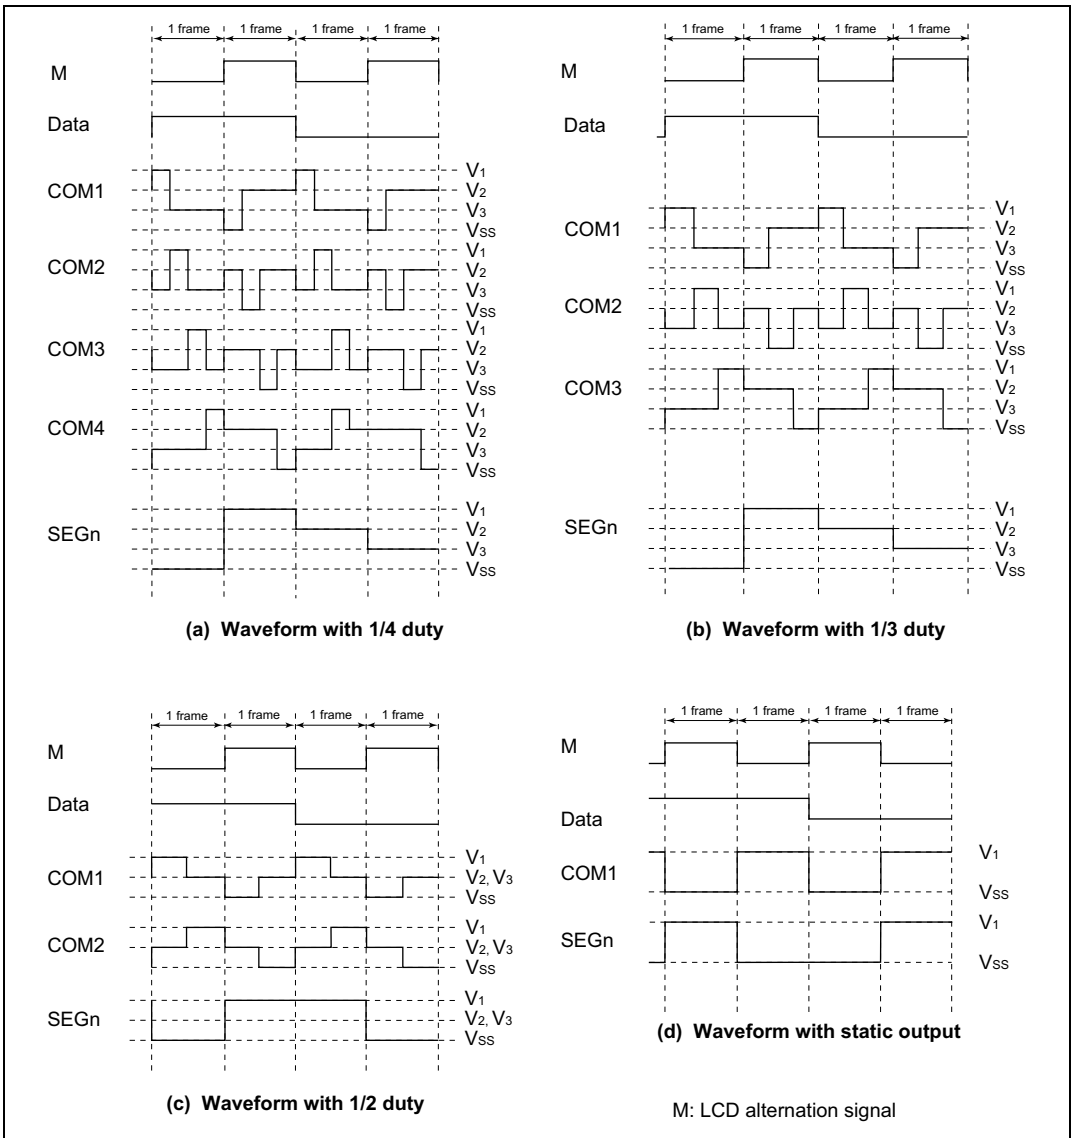 1 frame 1 frame 1 frame 1 frame
M
Data
COM1
V1
V2
V3
VSS
COM2
V1
V2
V3
VSS
COM3
V1
V2
V3
VSS
COM4
V1
V2
V3
VSS
SEGn
V1
V2
V3
VSS
(a) Waveform with 1/4 duty
1 frame 1 frame 1 frame 1 frame
M
Data
COM1
V1
V2
V3
VSS
COM2
V1
V2
V3
VSS
COM3
V1
V2
V3
VSS
SEGn
V1
V2
V3
VSS
(b) Waveform with 1/3 duty
1 frame 1 frame 1 frame 1 frame
M
Data
COM1
V1
V2, V3
VSS
COM2
V1
V2, V3
VSS
SEGn
V1
V2, V3
VSS
(c) Waveform with 1/2 duty
1 frame 1 frame 1 frame 1 frame
M
Data
COM1
V1
VSS
SEGn
V1
VSS
(d) Waveform with static output
M: LCD alternation signal